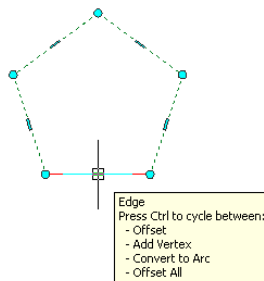 Edge
Press Ctrl to cycle between:
- Offset
- Add Vertex
- Convert to Arc
- Offset All